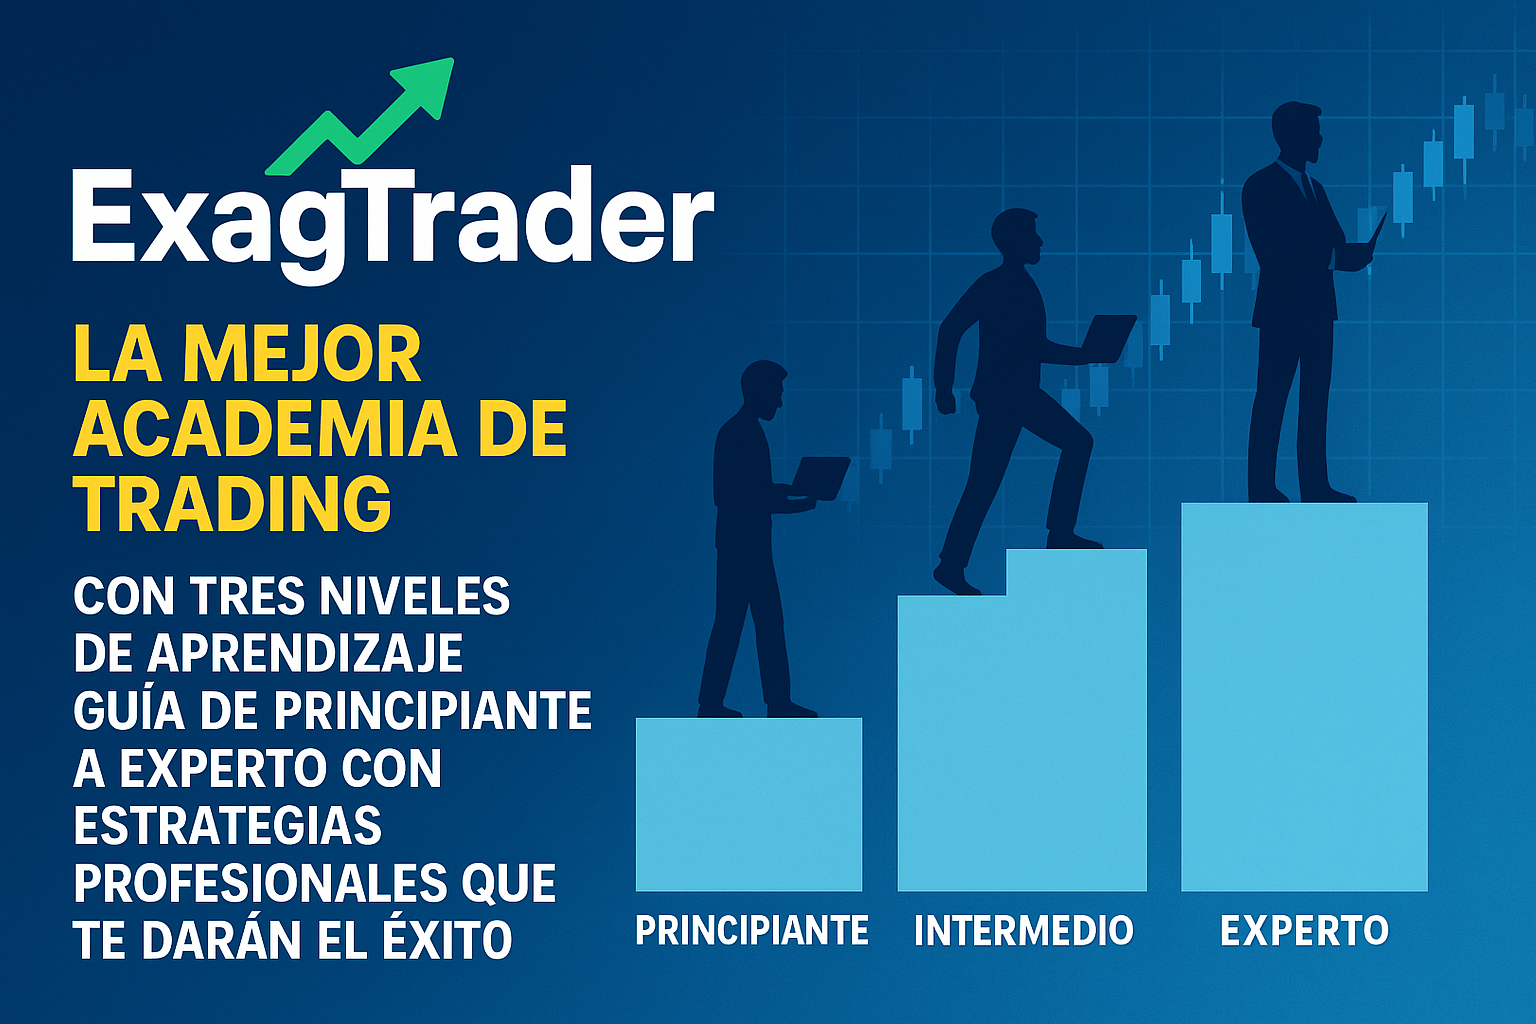 ExagTrader
LA MEJOR
ACADEMIA DE
TRADING
CON TRES NIVELES
DE APRENDIZAJE
GUÍA DE PRINCIPIANTE
A EXPERTO CON
ESTRATEGIAS
PROFESIONALES QUE
TE DARÁN EL ÉXITO
PRINCIPIANTE
INTERMEDIO
EXPERTO